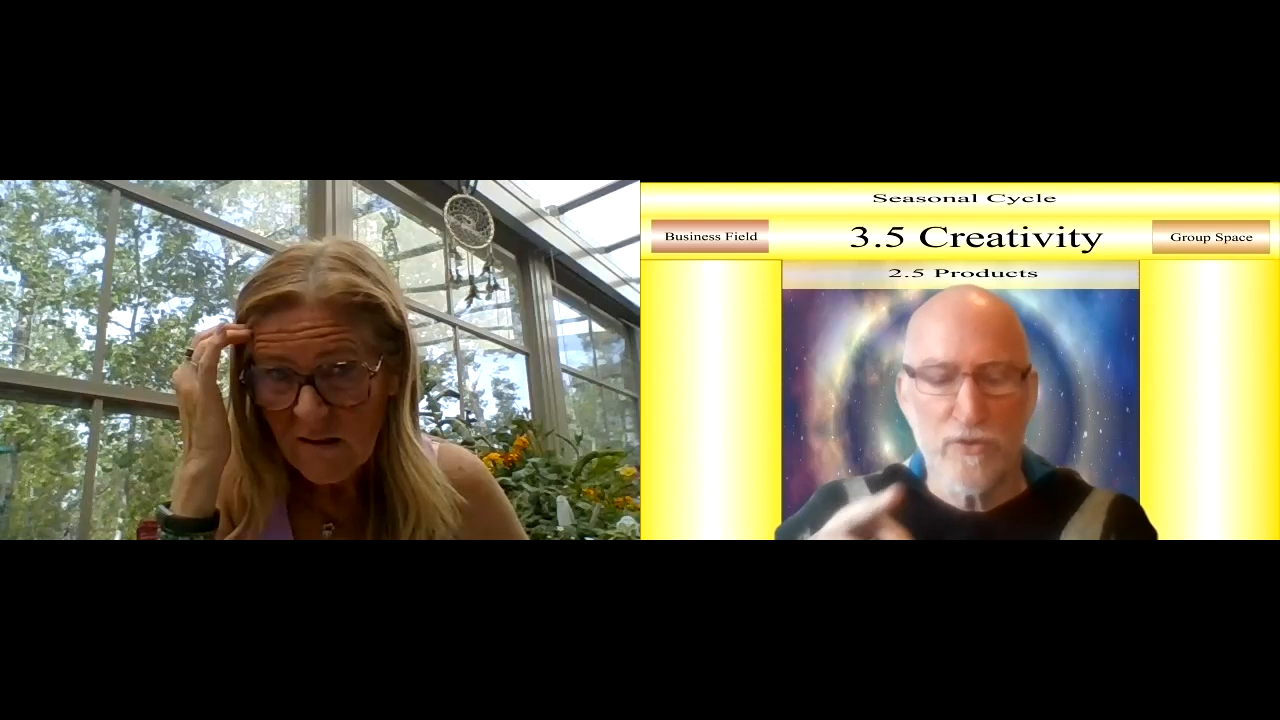 Seasonal Cycle
Business Field
3.5 Creativity
Group Space
2.5 Products